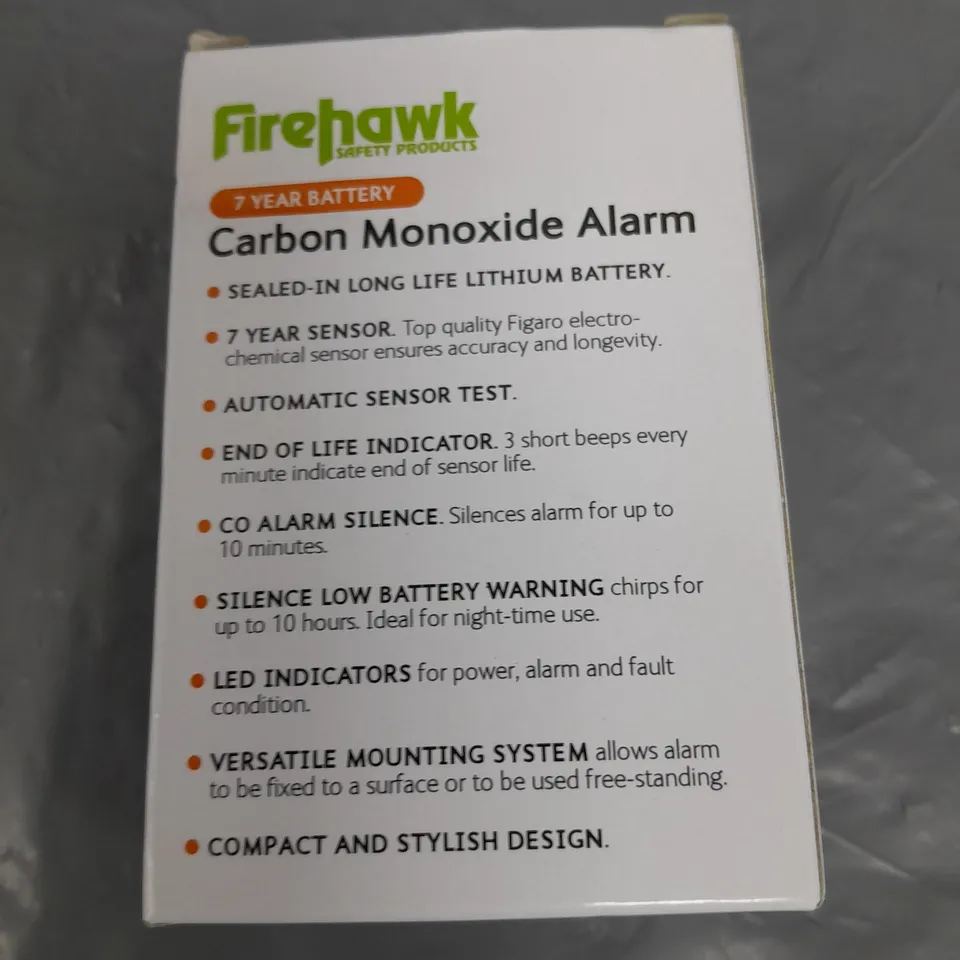 Firehawk
SAFETY PRODUCTS
7 YEAR BATTERY
Carbon Monoxide Alarm
• SEALED-IN LONG LIFE LITHIUM BATTERY.
• 7 YEAR SENSOR. Top quality Figaro electro-
chemical sensor ensures accuracy and longevity.
• AUTOMATIC SENSOR TEST.
• END OF LIFE INDICATOR. 3 short beeps every
minute indicate end of sensor life.
• CO ALARM SILENCE. Silences alarm for up to
10 minutes.
• SILENCE LOW BATTERY WARNING chirps for
up to 10 hours. Ideal for night-time use.
• LED INDICATORS for power, alarm and fault
condition.
• VERSATILE MOUNTING SYSTEM allows alarm
to be fixed to a surface or to be used free-standing.
• COMPACT AND STYLISH DESIGN.